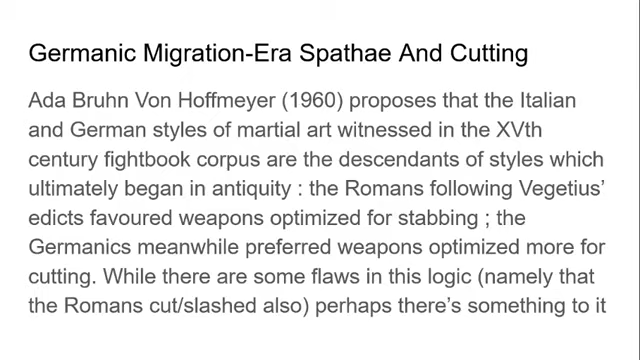 Germanic Migration-Era Spathae And Cutting
Ada Bruhn Von Hoffmeyer (1960) proposes that the Italian
and German styles of martial art witnessed in the XVth
century fightbook corpus are the descendants of styles which
ultimately began in antiquity : the Romans following Vegetius’
edicts favoured weapons optimized for stabbing ; the
Germanics meanwhile preferred weapons optimized more for
cutting. While there are some flaws in this logic (namely that
the Romans cut/slashed also) perhaps there’s something to it